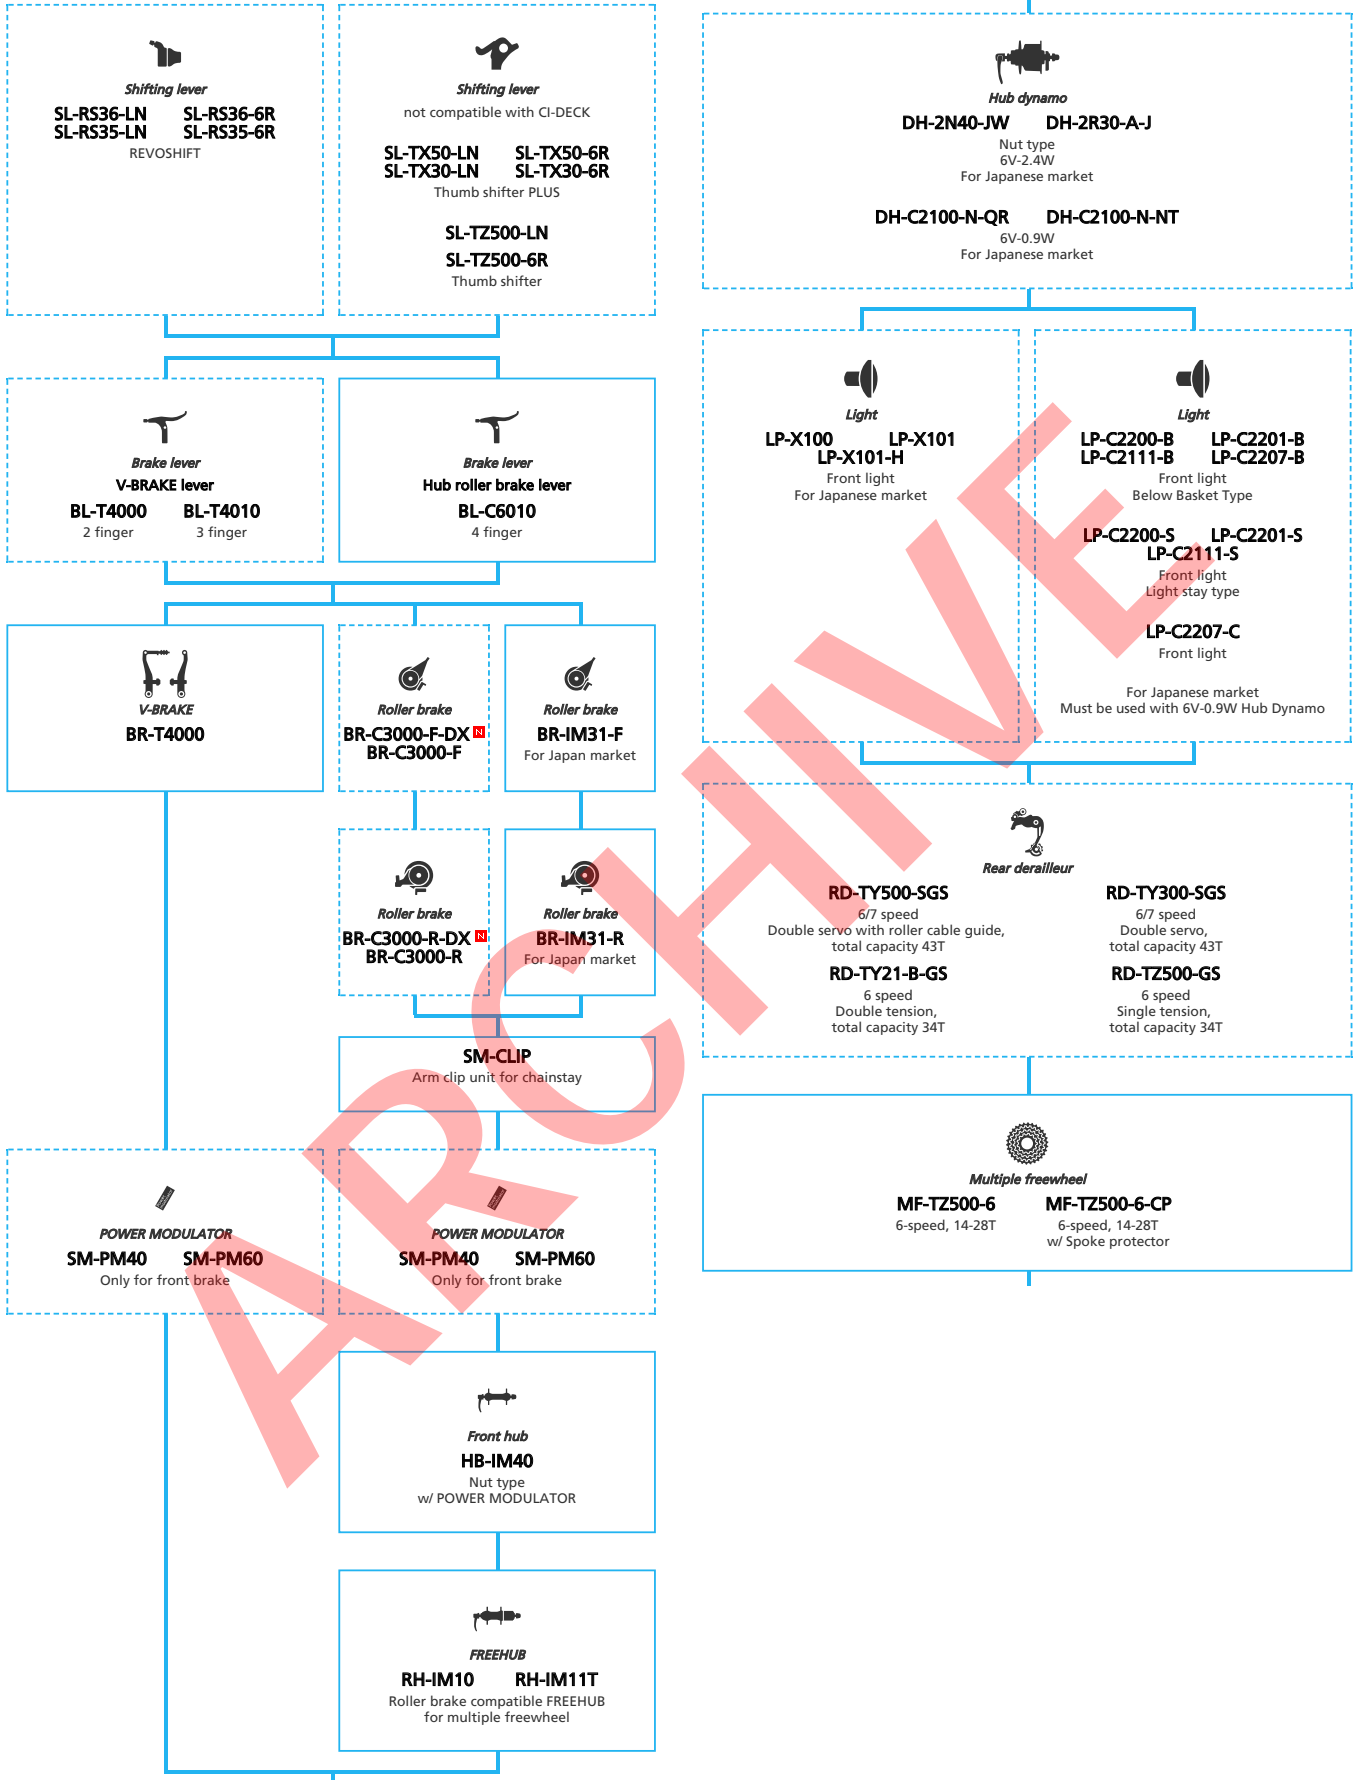 Shifting lever
SL-RS36-LN SL-RS36-6R
SL-RS35-LN SL-RS35-6R
REVOSHIFT
Shifting lever
not compatible with CI-DECK
SL-TX50-LN SL-TX50-6R
SL-TX30-LN SL-TX30-6R
Thumb shifter PLUS
SL-TZ500-LN
SL-TZ500-6R
Thumb shifter
Brake lever
V-BRAKE lever
BL-T4000 BL-T4010
2 finger 3 finger
Brake lever
Hub roller brake lever
BL-C6010
4 finger
V-BRAKE
BR-T4000
Roller brake
BR-C3000-F-DX N
BR-C3000-F
Roller brake
BR-IM31-F
For Japan market
Roller brake
BR-C3000-R-DX N
BR-C3000-R
Roller brake
BR-IM31-R
For Japan market
SM-CLIP
Arm clip unit for chainstay
POWER MODULATOR
SM-PM40 SM-PM60
Only for front brake
POWER MODULATOR
SM-PM40 SM-PM60
Only for front brake
Front hub
HB-IM40
Nut type
w/ POWER MODULATOR
FREEHUB
RH-IM10 RH-IM11T
Roller brake compatible FREEHUB
for multiple freewheel
Hub dynamo
DH-2N40-JW DH-2R30-A-J
Nut type
6V-2.4W
For Japanese market
DH-C2100-N-QR DH-C2100-N-NT
6V-0.9W
For Japanese market
Light
LP-X100 LP-X101
LP-X101-H
Front light
For Japanese market
Light
LP-C2200-B LP-C2201-B
LP-C2111-B LP-C2207-B
Front light
Below Basket Type
LP-C2200-S LP-C2201-S
LP-C2111-S
Front light
Light stay type
LP-C2207-C
Front light
For Japanese market
Must be used with 6V-0.9W Hub Dynamo
Rear derailleur
RD-TY500-SGS RD-TY300-SGS
6/7 speed 6/7 speed
Double servo with roller cable guide, Double servo,
total capacity 43T total capacity 43T
RD-TY21-B-GS RD-TZ500-GS
6 speed 6 speed
Double tension, Single tension,
total capacity 34T total capacity 34T
Multiple freewheel
MF-TZ500-6 MF-TZ500-6-CP
6-speed, 14-28T 6-speed, 14-28T
w/ Spoke protector
ARCHIVE